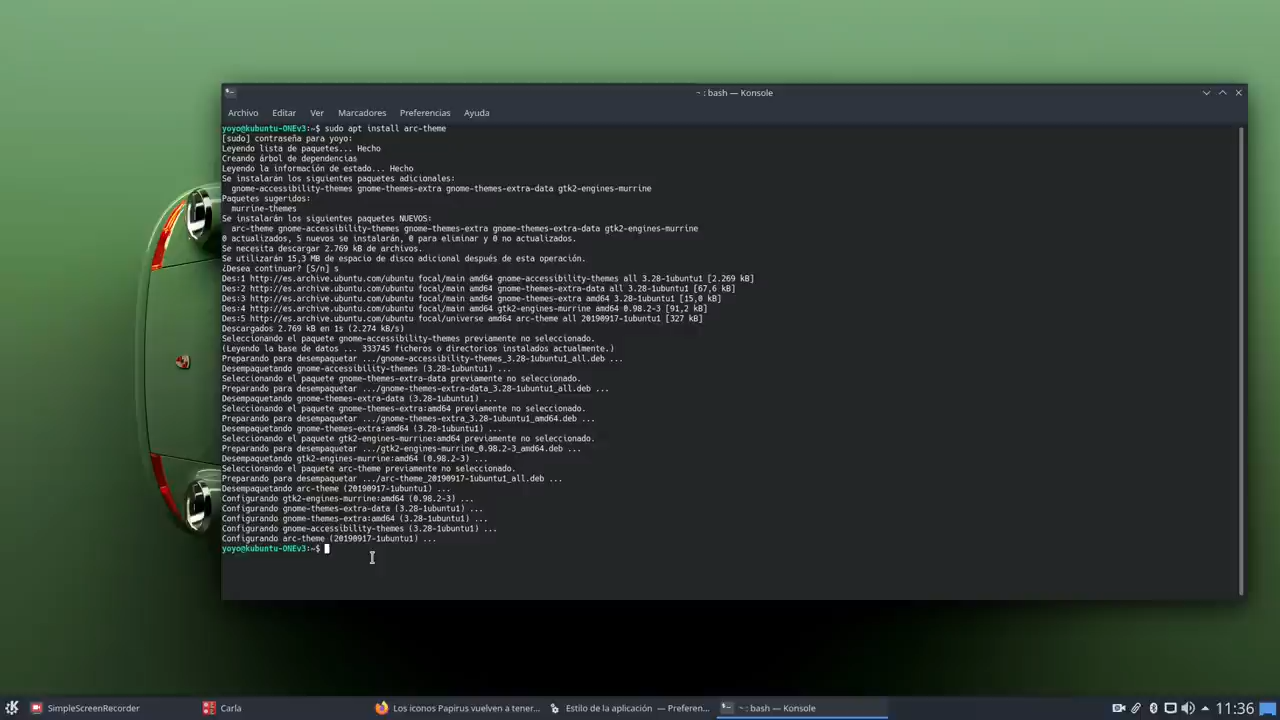 ~ : bash — Konsole
Archivo Editar Ver Marcadores Preferencias Ayuda
yoyo@kubuntu-ONEv3:~$ sudo apt install arc-theme
[sudo] contraseña para yoyo:
Leyendo lista de paquetes... Hecho
Creando árbol de dependencias
Leyendo la información de estado... Hecho
Se instalarán los siguientes paquetes adicionales:
gnome-accessibility-themes gnome-themes-extra gnome-themes-extra-data gtk2-engines-murrine
Paquetes sugeridos:
murrine-themes
Se instalarán los siguientes paquetes NUEVOS:
arc-theme gnome-accessibility-themes gnome-themes-extra gnome-themes-extra-data gtk2-engines-murrine
0 actualizados, 5 nuevos se instalarán, 0 para eliminar y 0 no actualizados.
Se necesita descargar 2.769 kB de archivos.
Se utilizarán 15,3 MB de espacio de disco adicional después de esta operación.
¿Desea continuar? [S/n] s
Des:1 http://es.archive.ubuntu.com/ubuntu focal/main amd64 gnome-accessibility-themes all 3.28-1ubuntu1 [2.269 kB]
Des:2 http://es.archive.ubuntu.com/ubuntu focal/main amd64 gnome-themes-extra-data all 3.28-1ubuntu1 [67,6 kB]
Des:3 http://es.archive.ubuntu.com/ubuntu focal/main amd64 gnome-themes-extra amd64 3.28-1ubuntu1 [15,0 kB]
Des:4 http://es.archive.ubuntu.com/ubuntu focal/main amd64 gtk2-engines-murrine amd64 0.98.2-3 [91,2 kB]
Des:5 http://es.archive.ubuntu.com/ubuntu focal/universe amd64 arc-theme all 20190917-1ubuntu1 [327 kB]
Descargados 2.769 kB en 1s (2.274 kB/s)
Seleccionando el paquete gnome-accessibility-themes previamente no seleccionado.
(Leyendo la base de datos ... 333745 ficheros o directorios instalados actualmente.)
Preparando para desempaquetar .../gnome-accessibility-themes_3.28-1ubuntu1_all.deb ...
Desempaquetando gnome-accessibility-themes (3.28-1ubuntu1) ...
Seleccionando el paquete gnome-themes-extra-data previamente no seleccionado.
Preparando para desempaquetar .../gnome-themes-extra-data_3.28-1ubuntu1_all.deb ...
Desempaquetando gnome-themes-extra-data (3.28-1ubuntu1) ...
Seleccionando el paquete gnome-themes-extra:amd64 previamente no seleccionado.
Preparando para desempaquetar .../gnome-themes-extra_3.28-1ubuntu1_amd64.deb ...
Desempaquetando gnome-themes-extra:amd64 (3.28-1ubuntu1) ...
Seleccionando el paquete gtk2-engines-murrine:amd64 previamente no seleccionado.
Preparando para desempaquetar .../gtk2-engines-murrine_0.98.2-3_amd64.deb ...
Desempaquetando gtk2-engines-murrine:amd64 (0.98.2-3) ...
Seleccionando el paquete arc-theme previamente no seleccionado.
Preparando para desempaquetar .../arc-theme_20190917-1ubuntu1_all.deb ...
Desempaquetando arc-theme (20190917-1ubuntu1) ...
Configurando gtk2-engines-murrine:amd64 (0.98.2-3) ...
Configurando gnome-themes-extra-data (3.28-1ubuntu1) ...
Configurando gnome-themes-extra:amd64 (3.28-1ubuntu1) ...
Configurando gnome-accessibility-themes (3.28-1ubuntu1) ...
Configurando arc-theme (20190917-1ubuntu1) ...
yoyo@kubuntu-ONEv3:~$
SimpleScreenRecorder Carla Los iconos Papirus vuelven a tener... Estilo de la aplicación — Preferen... ~ : bash — Konsole 11:36